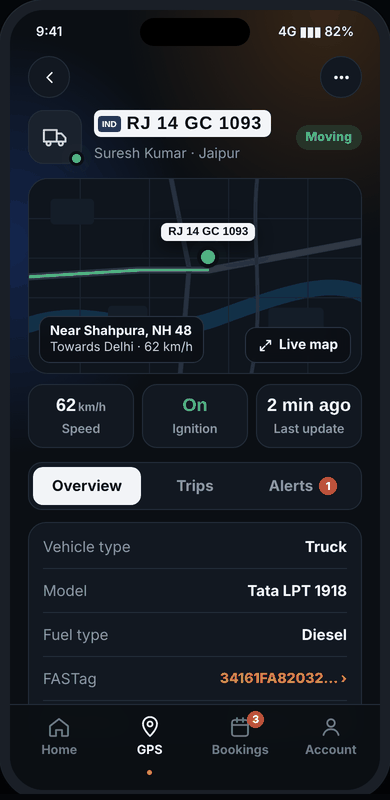 9:41
4G 82%
IND RJ 14 GC 1093
Suresh Kumar · Jaipur
Moving
RJ 14 GC 1093
Near Shahpura, NH 48
Towards Delhi · 62 km/h
Live map
62 km/h
Speed
On
Ignition
2 min ago
Last update
Overview
Trips
Alerts 1
Vehicle type
Truck
Model
Tata LPT 1918
Fuel type
Diesel
FASTag
34161FA82032... ›
Home
GPS
Bookings
3
Account